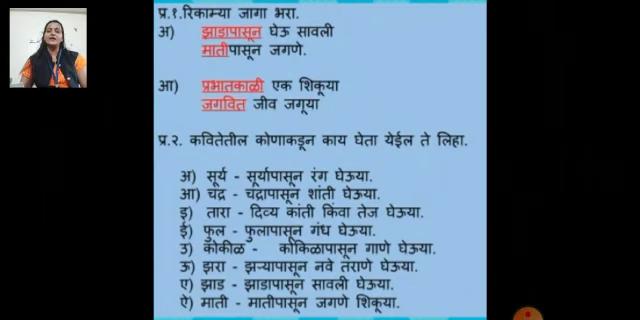 प्र.१.रिकाम्या जागा भरा.
अ) झाडापासून घेऊ सावली
मातीपासून जगणे.
आ) प्रभातकाळी एक शिकूया
जगवित जीव जगूया
प्र.२. कवितेतील कोणाकडून काय घेता येईल ते लिहा.
अ) सूर्य - सूर्यापासून रंग घेऊया.
आ) चंद्र - चंद्रापासून शांती घेऊया.
इ) तारा - दिव्य कांती किंवा तेज घेऊया.
ई) फुल - फुलापासून गंध घेऊया.
उ) कोकीळ - कोकिळापासून गाणे घेऊया.
ऊ) झरा - झऱ्यापासून नवे तराणे घेऊया.
ए) झाड - झाडापासून सावली घेऊया.
ऐ) माती - मातीपासून जगणे शिकूया.